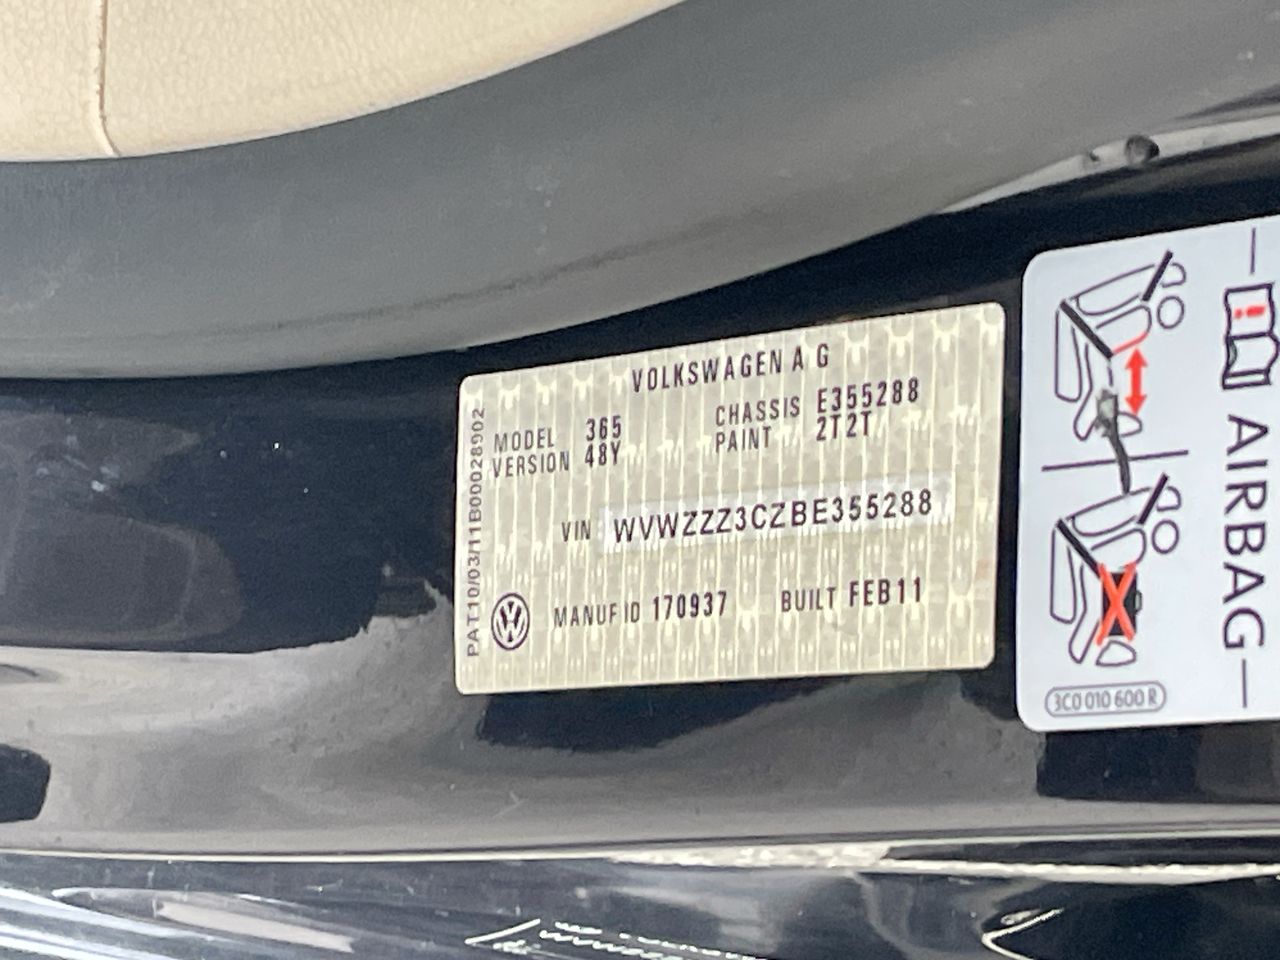 VOLKSWAGEN A G
MODEL 365 CHASSIS E355288
VERSION 48Y PAINT 2T2T
VIN WVWZZZ3CZBE355288
MANUF ID 170937 BUILT FEB11
PAT10/03/11B00028902
AIRBAG
3C0 010 600 R